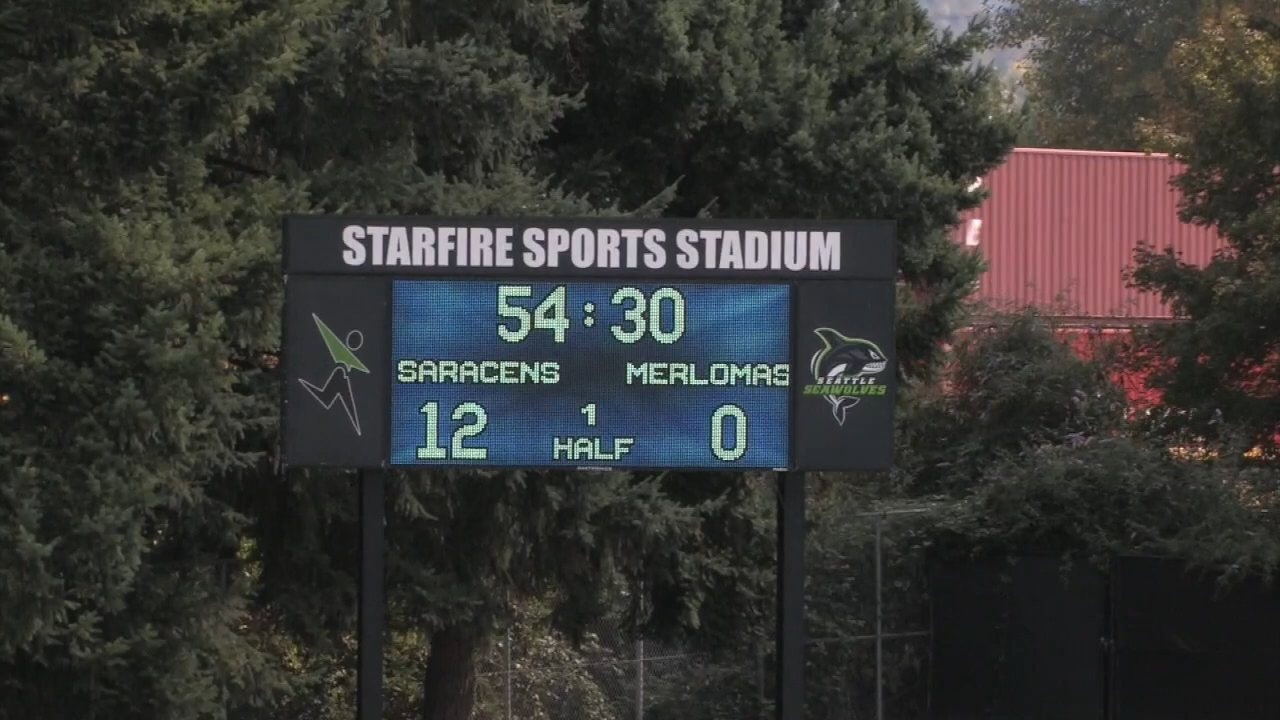 STARFIRE SPORTS STADIUM
54:30
SARACENS MERLOMAS
12 1 0
HALF
SEATTLE
SEAWOLVES